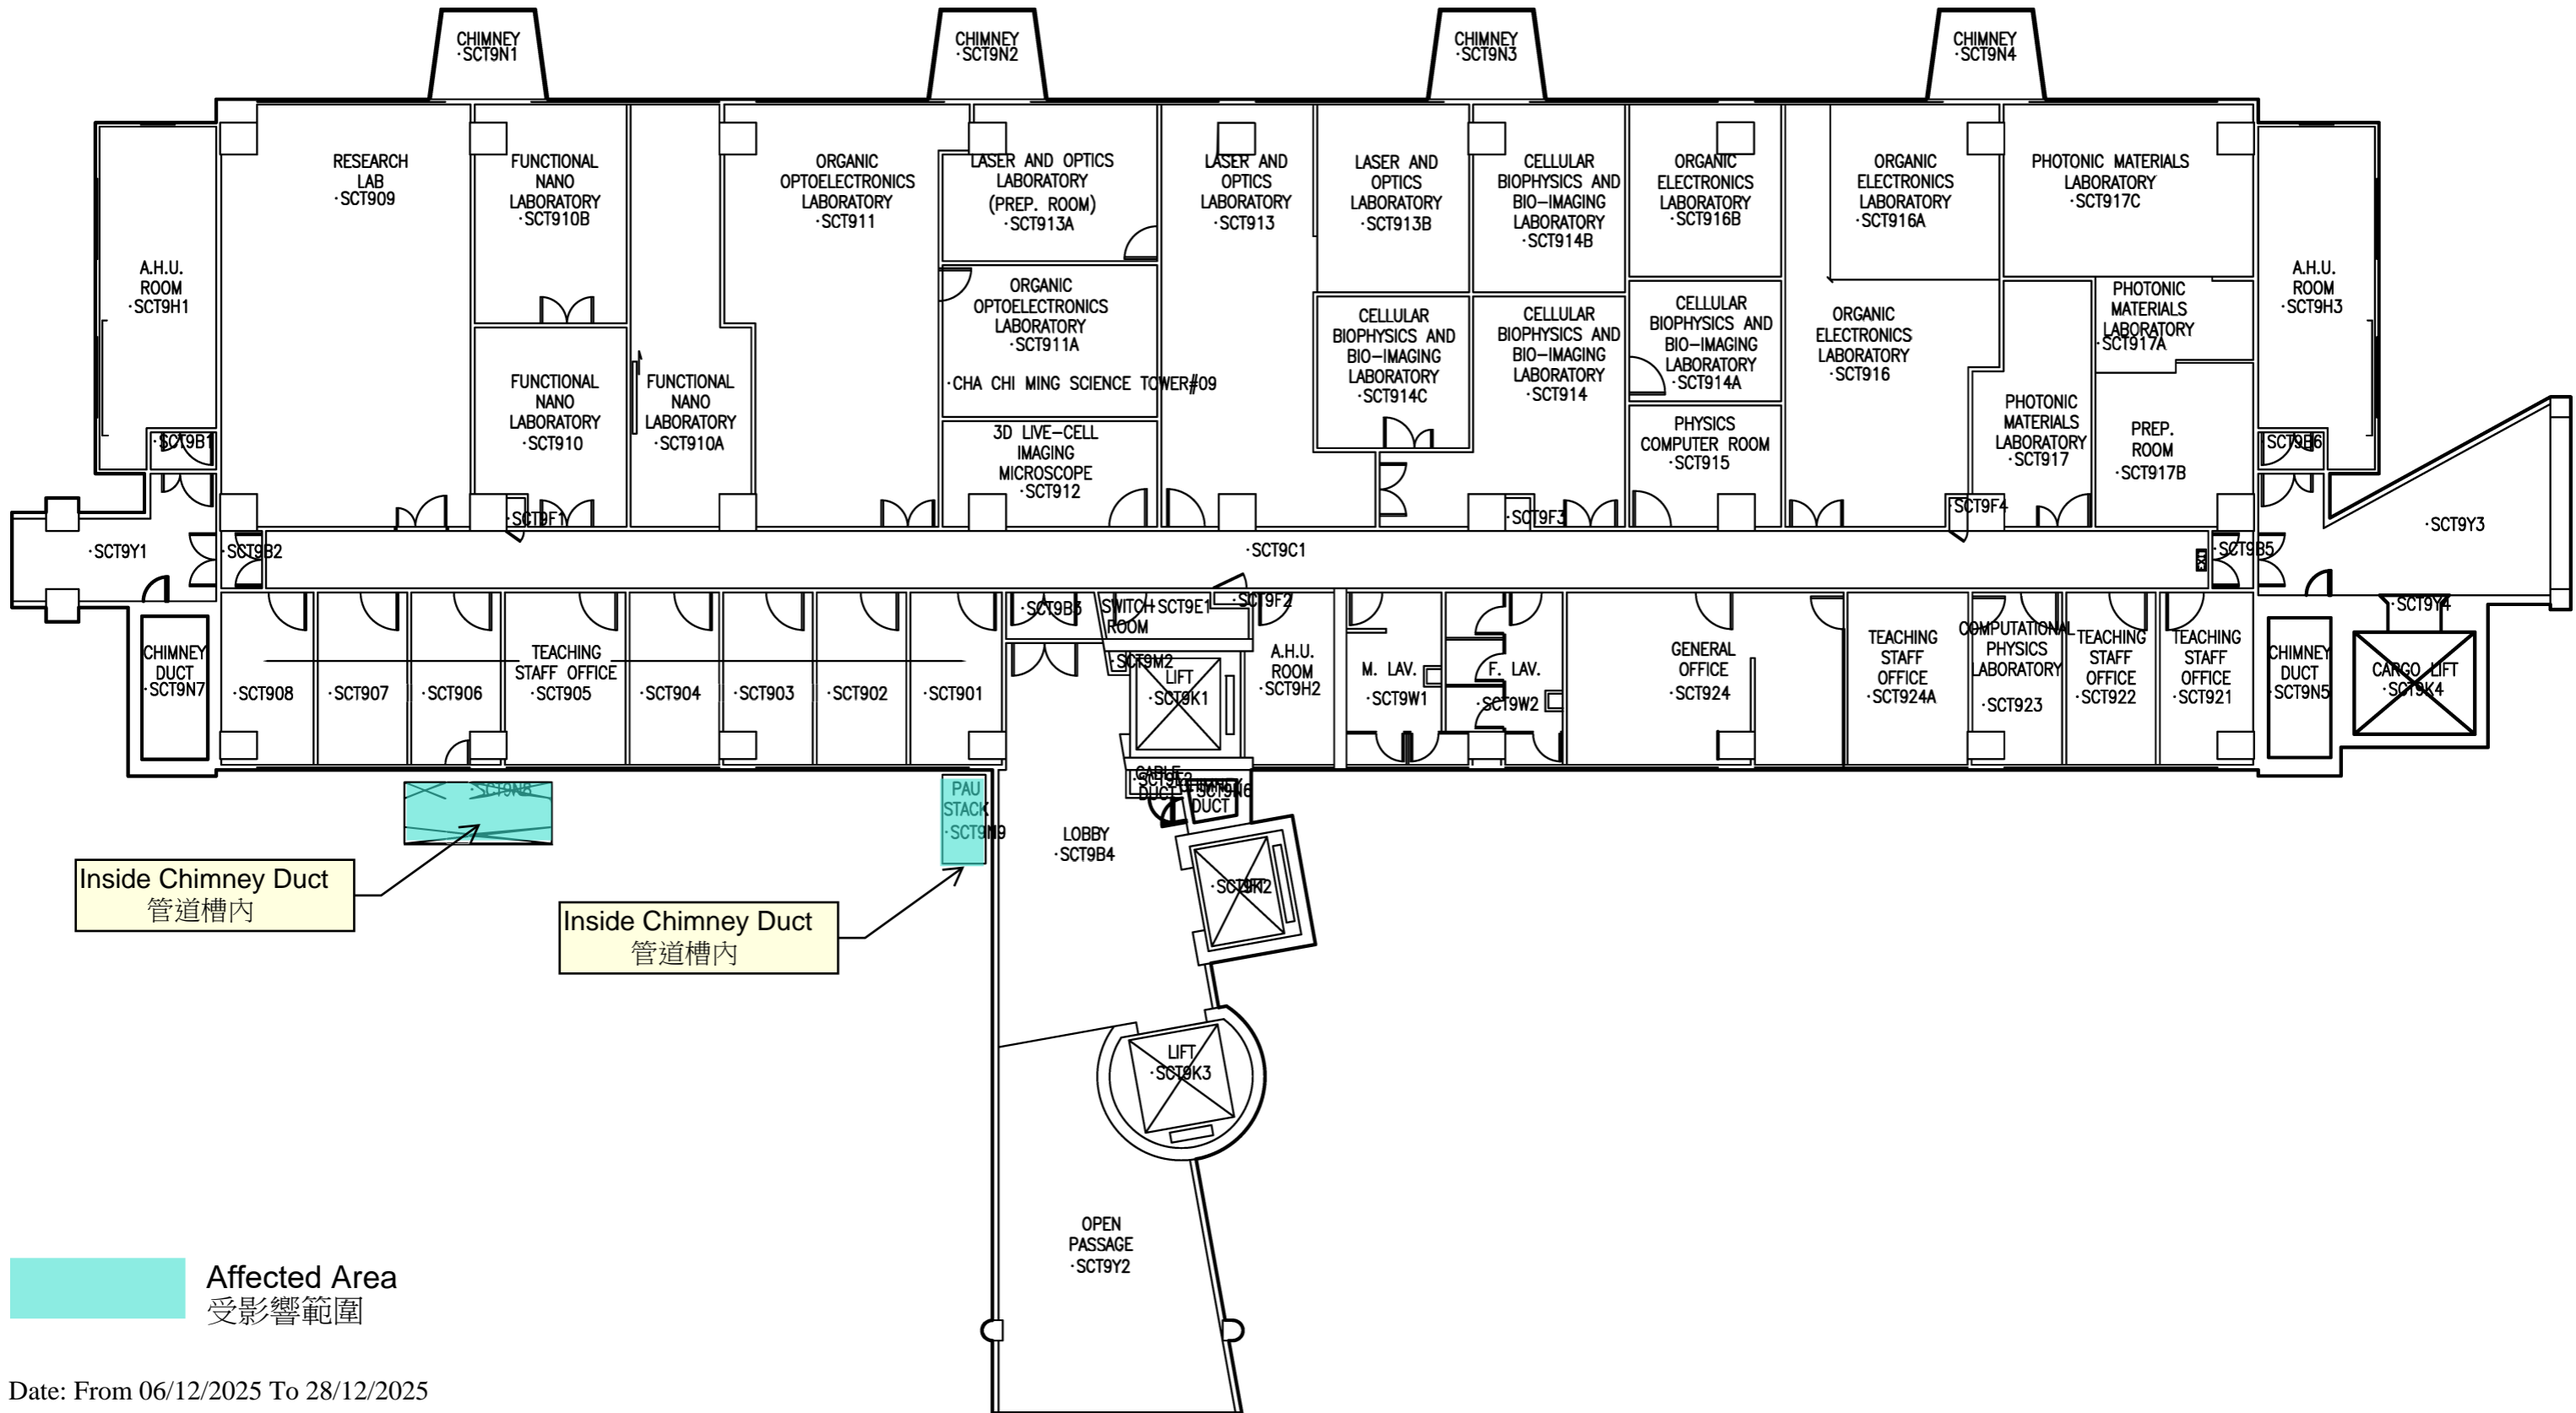 CHIMNEY
·SCT9N1
CHIMNEY
·SCT9N2
CHIMNEY
·SCT9N3
CHIMNEY
·SCT9N4
RESEARCH
LAB
·SCT909
FUNCTIONAL
NANO
LABORATORY
·SCT910B
ORGANIC
OPTOELECTRONICS
LABORATORY
·SCT911
LASER AND OPTICS
LABORATORY
(PREP. ROOM)
·SCT913A
LASER AND
OPTICS
LABORATORY
·SCT913
LASER AND
OPTICS
LABORATORY
·SCT913B
CELLULAR
BIOPHYSICS AND
BIO-IMAGING
LABORATORY
·SCT914B
ORGANIC
ELECTRONICS
LABORATORY
·SCT916B
ORGANIC
ELECTRONICS
LABORATORY
·SCT916A
PHOTONIC MATERIALS
LABORATORY
·SCT917C
A.H.U.
ROOM
·SCT9H1
ORGANIC
OPTOELECTRONICS
LABORATORY
·SCT911A
·CHA CHI MING SCIENCE TOWER#09
CELLULAR
BIOPHYSICS AND
BIO-IMAGING
LABORATORY
·SCT914C
CELLULAR
BIOPHYSICS AND
BIO-IMAGING
LABORATORY
·SCT914
CELLULAR
BIOPHYSICS AND
BIO-IMAGING
LABORATORY
·SCT914A
ORGANIC
ELECTRONICS
LABORATORY
·SCT916
PHOTONIC
MATERIALS
LABORATORY
·SCT917A
A.H.U.
ROOM
·SCT9H3
FUNCTIONAL
NANO
LABORATORY
·SCT910
FUNCTIONAL
NANO
LABORATORY
·SCT910A
3D LIVE-CELL
IMAGING
MICROSCOPE
·SCT912
PHYSICS
COMPUTER ROOM
·SCT915
PHOTONIC
MATERIALS
LABORATORY
·SCT917
PREP.
ROOM
·SCT917B
·SCT9B1
·SCT9B6
·SCT9F1
·SCT9F3
·SCT9F4
·SCT9Y1
·SCT9B2
·SCT9C1
·SCT9B5
·SCT9Y3
·SCT9B3
SWITCH·SCT9E1
ROOM
·SCT9F2
·SCT9Y4
CHIMNEY
DUCT
·SCT9N7
TEACHING
STAFF OFFICE
·SCT908
·SCT907
·SCT906
·SCT905
·SCT904
·SCT903
·SCT902
·SCT901
·SCT9M2
LIFT
·SCT9K1
A.H.U.
ROOM
·SCT9H2
M. LAV.
·SCT9W1
F. LAV.
·SCT9W2
GENERAL
OFFICE
·SCT924
TEACHING
STAFF
OFFICE
·SCT924A
COMPUTATIONAL
PHYSICS
LABORATORY
·SCT923
TEACHING
STAFF
OFFICE
·SCT922
TEACHING
STAFF
OFFICE
·SCT921
CHIMNEY
DUCT
·SCT9N5
CARGO LIFT
·SCT9K4
·SCT9N8
PAU
STACK
·SCT9N9
CABLE
DUCT
·SCT9N6
DUCT
LOBBY
·SCT9B4
·SCT9K2
Inside Chimney Duct
管道槽內
Inside Chimney Duct
管道槽內
LIFT
·SCT9K3
OPEN
PASSAGE
·SCT9Y2
Affected Area
受影響範圍
Date: From 06/12/2025 To 28/12/2025